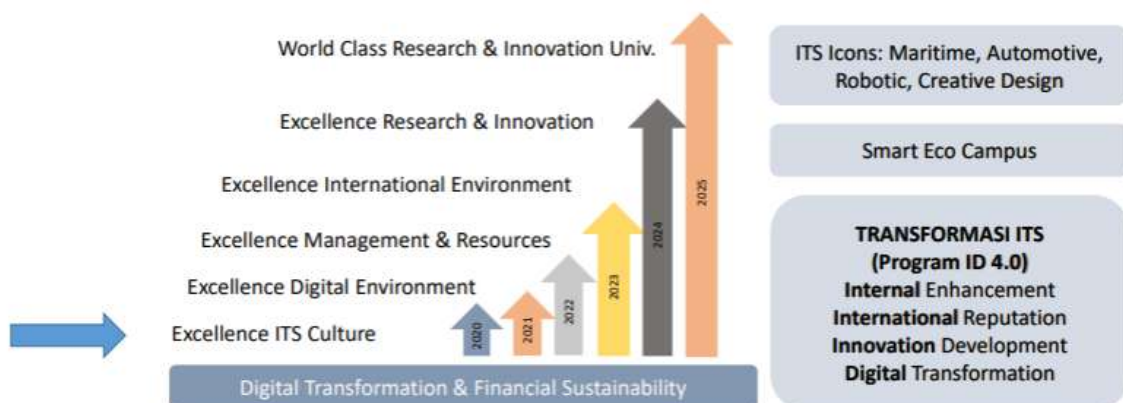 World Class Research & Innovation Univ.
Excellence Research & Innovation
Excellence International Environment
Excellence Management & Resources
Excellence Digital Environment
Excellence ITS Culture
2020
2021
2022
2023
2024
2025
Digital Transformation & Financial Sustainability
ITS Icons: Maritime, Automotive,
Robotic, Creative Design
Smart Eco Campus
TRANSFORMASI ITS
(Program ID 4.0)
Internal Enhancement
International Reputation
Innovation Development
Digital Transformation